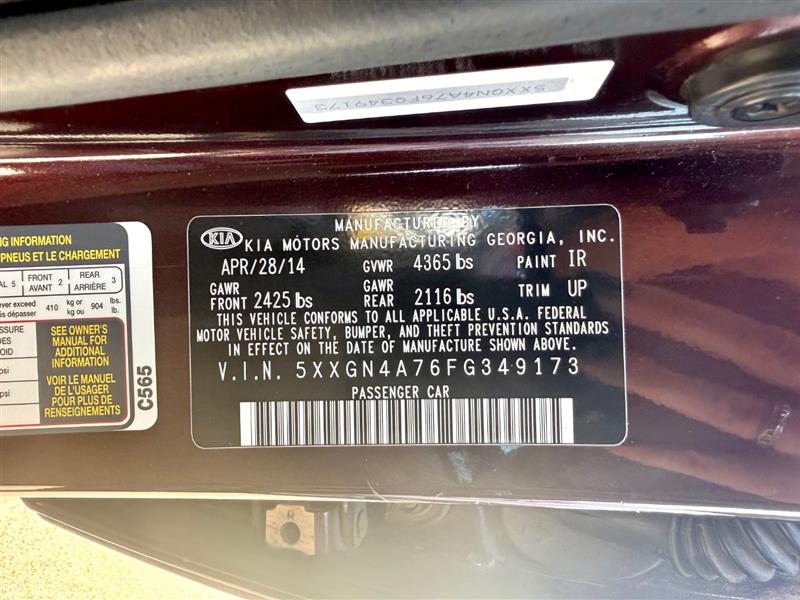 5XXGN4A76FG349173
MANUFACTURED BY
KIA KIA MOTORS MANUFACTURING GEORGIA, INC.
APR/28/14 GVWR 4365 lbs PAINT IR
GAWR FRONT 2425 lbs GAWR REAR 2116 lbs TRIM UP
THIS VEHICLE CONFORMS TO ALL APPLICABLE U.S.A. FEDERAL
MOTOR VEHICLE SAFETY, BUMPER, AND THEFT PREVENTION STANDARDS
IN EFFECT ON THE DATE OF MANUFACTURE SHOWN ABOVE.
V.I.N. 5XXGN4A76FG349173
PASSENGER CAR
INFORMATION
PNEUS ET LE CHARGEMENT
5 FRONT AVANT 2 REAR ARRIÈRE 3
ever exceed 410 kg or 904 lbs.
dépasser kg ou lb.
SEE OWNER'S
MANUAL FOR
ADDITIONAL
INFORMATION
VOIR LE MANUEL
DE L'USAGER
POUR PLUS DE
RENSEIGNEMENTS
C565